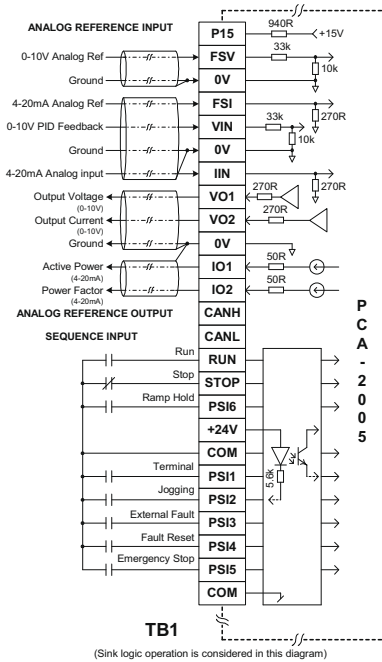 ANALOG REFERENCE INPUT
P15
940R
+15V
0-10V Analog Ref
FSV
33k
10k
Ground
0V
4-20mA Analog Ref
FSI
270R
0-10V PID Feedback
VIN
33k
10k
Ground
0V
4-20mA Analog input
IIN
270R
Output Voltage
(0-10V)
VO1
270R
Output Current
(0-10V)
VO2
270R
Ground
0V
Active Power
(4-20mA)
IO1
50R
Power Factor
(4-20mA)
IO2
50R
ANALOG REFERENCE OUTPUT
CANH
SEQUENCE INPUT
CANL
Run
RUN
Stop
STOP
Ramp Hold
PSI6
+24V
COM
Terminal
PSI1
5.6k
Jogging
PSI2
External Fault
PSI3
Fault Reset
PSI4
Emergency Stop
PSI5
COM
PCA-2005
TB1
(Sink logic operation is considered in this diagram)